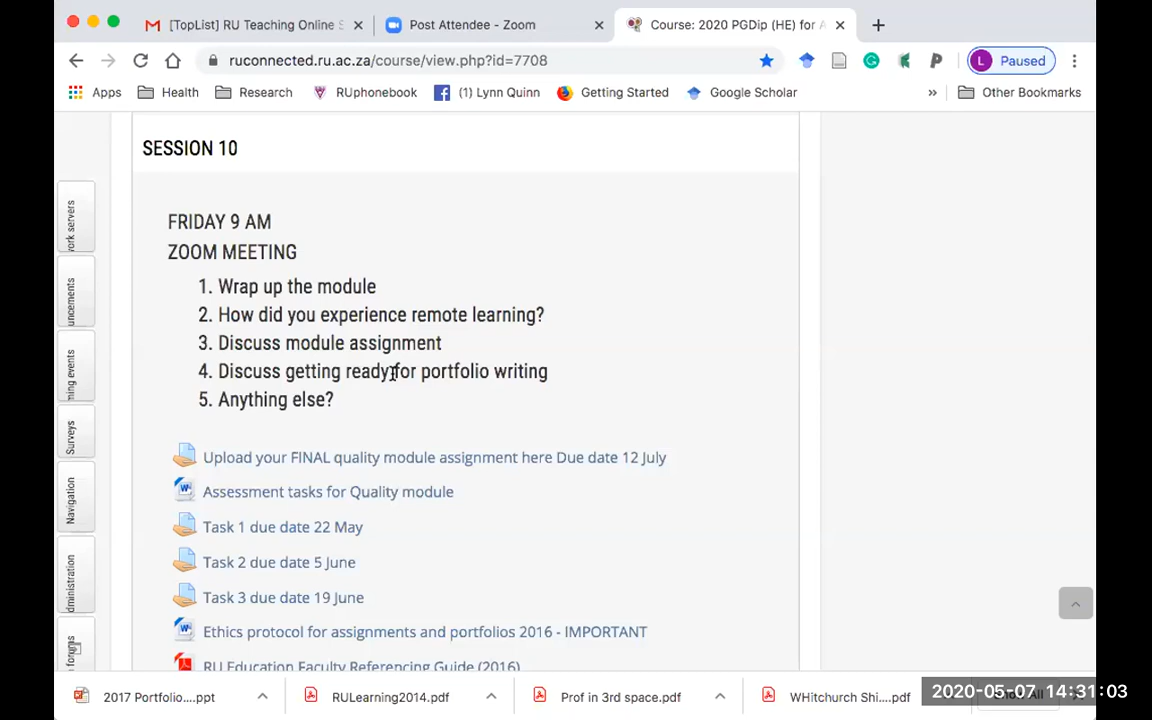 [TopList] RU Teaching Online S
Post Attendee - Zoom
Course: 2020 PGDip (HE) for A
ruconnected.ru.ac.za/course/view.php?id=7708
L Paused
Apps Health Research RUphonebook (1) Lynn Quinn Getting Started Google Scholar » Other Bookmarks
SESSION 10
FRIDAY 9 AM
ZOOM MEETING
1. Wrap up the module
2. How did you experience remote learning?
3. Discuss module assignment
4. Discuss getting ready for portfolio writing
5. Anything else?
Upload your FINAL quality module assignment here Due date 12 July
Assessment tasks for Quality module
Task 1 due date 22 May
Task 2 due date 5 June
Task 3 due date 19 June
Ethics protocol for assignments and portfolios 2016 - IMPORTANT
RU Education Faculty Referencing Guide (2016)
ork servers
uncements
ming events
Surveys
Navigation
dministration
forums
2017 Portfolio....ppt
RULearning2014.pdf
Prof in 3rd space.pdf
WHitchurch Shi....pdf
2020-05-07 14:31:03